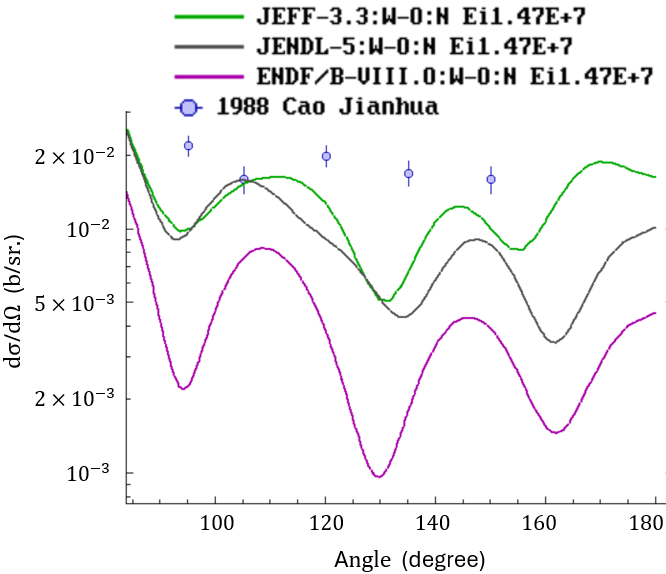 JEFF-3.3:W-0:N Ei1.47E+7
JENDL-5:W-0:N Ei1.47E+7
ENDF/B-VIII.0:W-0:N Ei1.47E+7
1988 Cao Jianhua
2 × 10⁻²
10⁻²
5 × 10⁻³
2 × 10⁻³
10⁻³
dσ/dΩ (b/sr.)
100 120 140 160 180
Angle (degree)